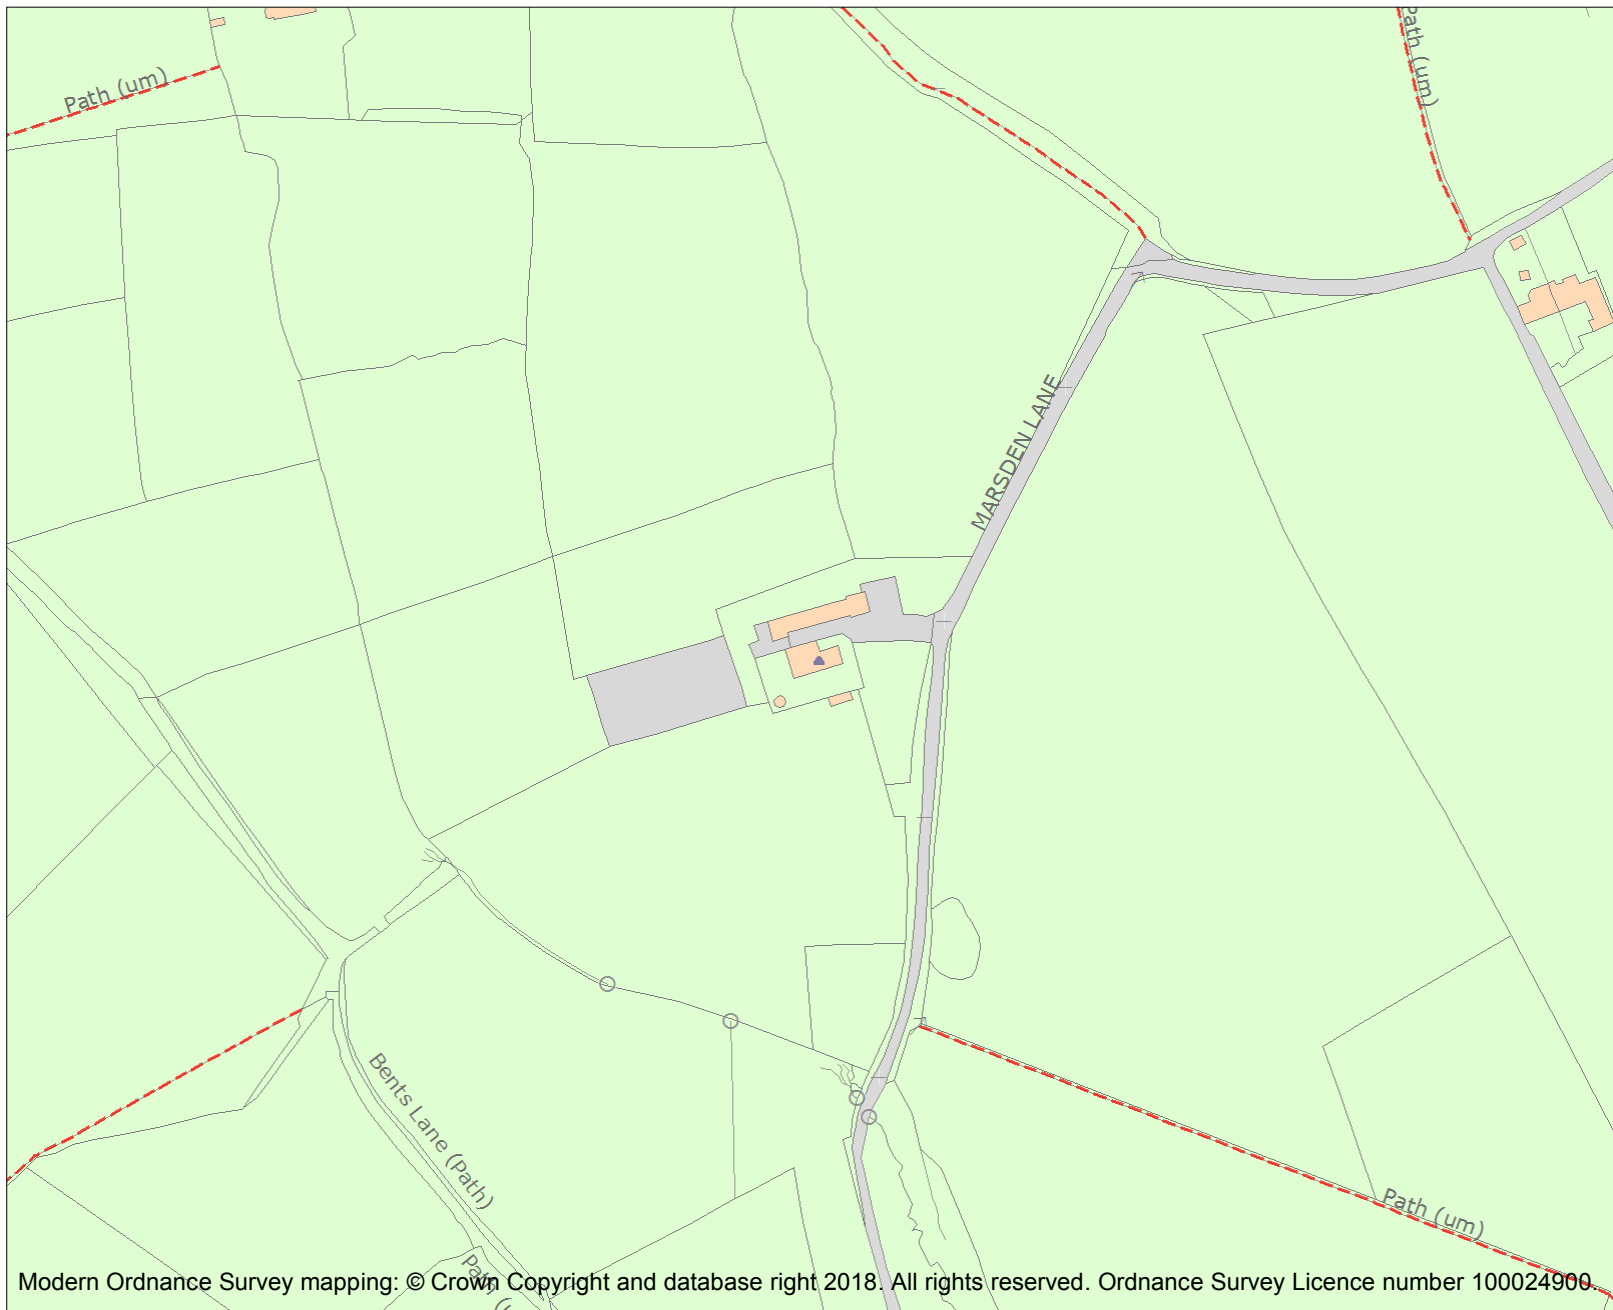 Path (um)
Path (um)
MARSDEN LANE
Bents Lane (Path)
Path (um)
Path (
Modern Ordnance Survey mapping: © Crown Copyright and database right 2018. All rights reserved. Ordnance Survey Licence number 100024900.